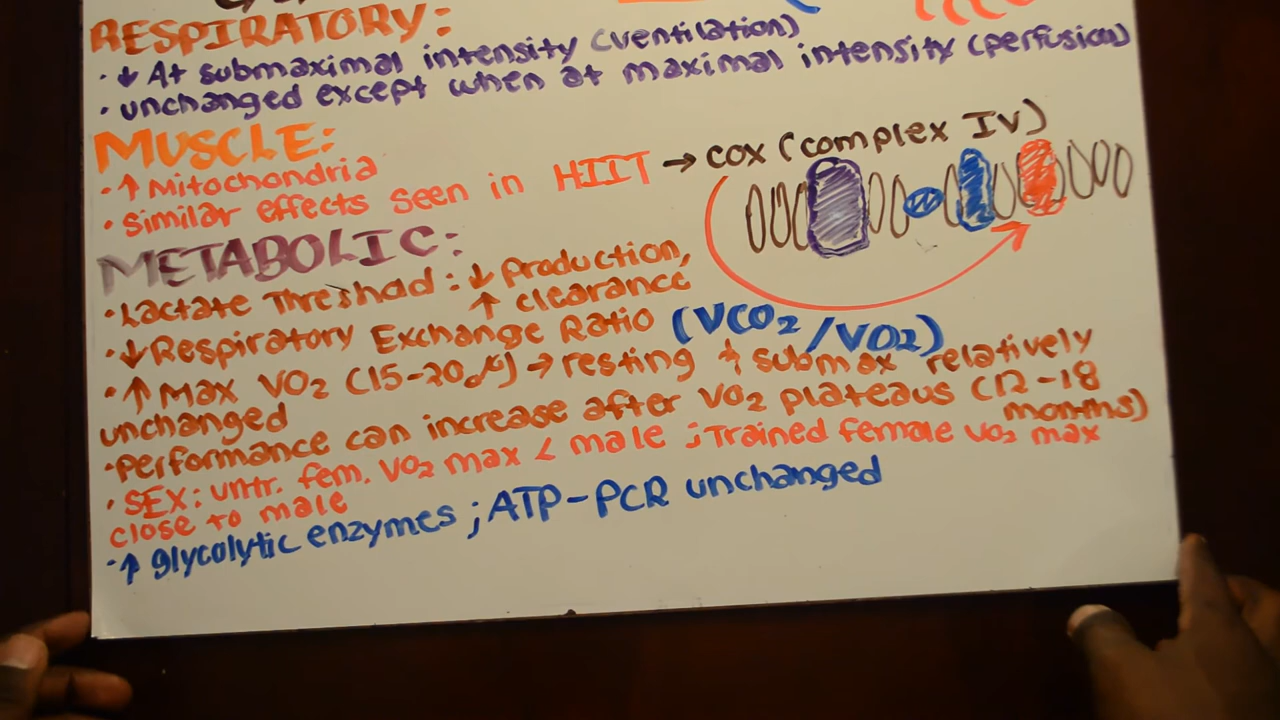 RESPIRATORY:
· ↓ At submaximal intensity (ventilation)
· unchanged except when at maximal intensity (perfusion)
MUSCLE:
· ↑ Mitochondria
· Similar effects seen in HIIT → COX (complex IV)
METABOLIC:
· Lactate Threshold : ↓ production,
↑ clearance
· ↓ Respiratory Exchange Ratio (VCO2/VO2)
· ↑ Max VO2 (15-20%) → resting & submax relatively
unchanged
· Performance can increase after VO2 plateaus (12-18
months)
· SEX: untr. fem. VO2 max < male ; Trained female VO2 max
close to male
· ↑ glycolytic enzymes ; ATP-PCR unchanged